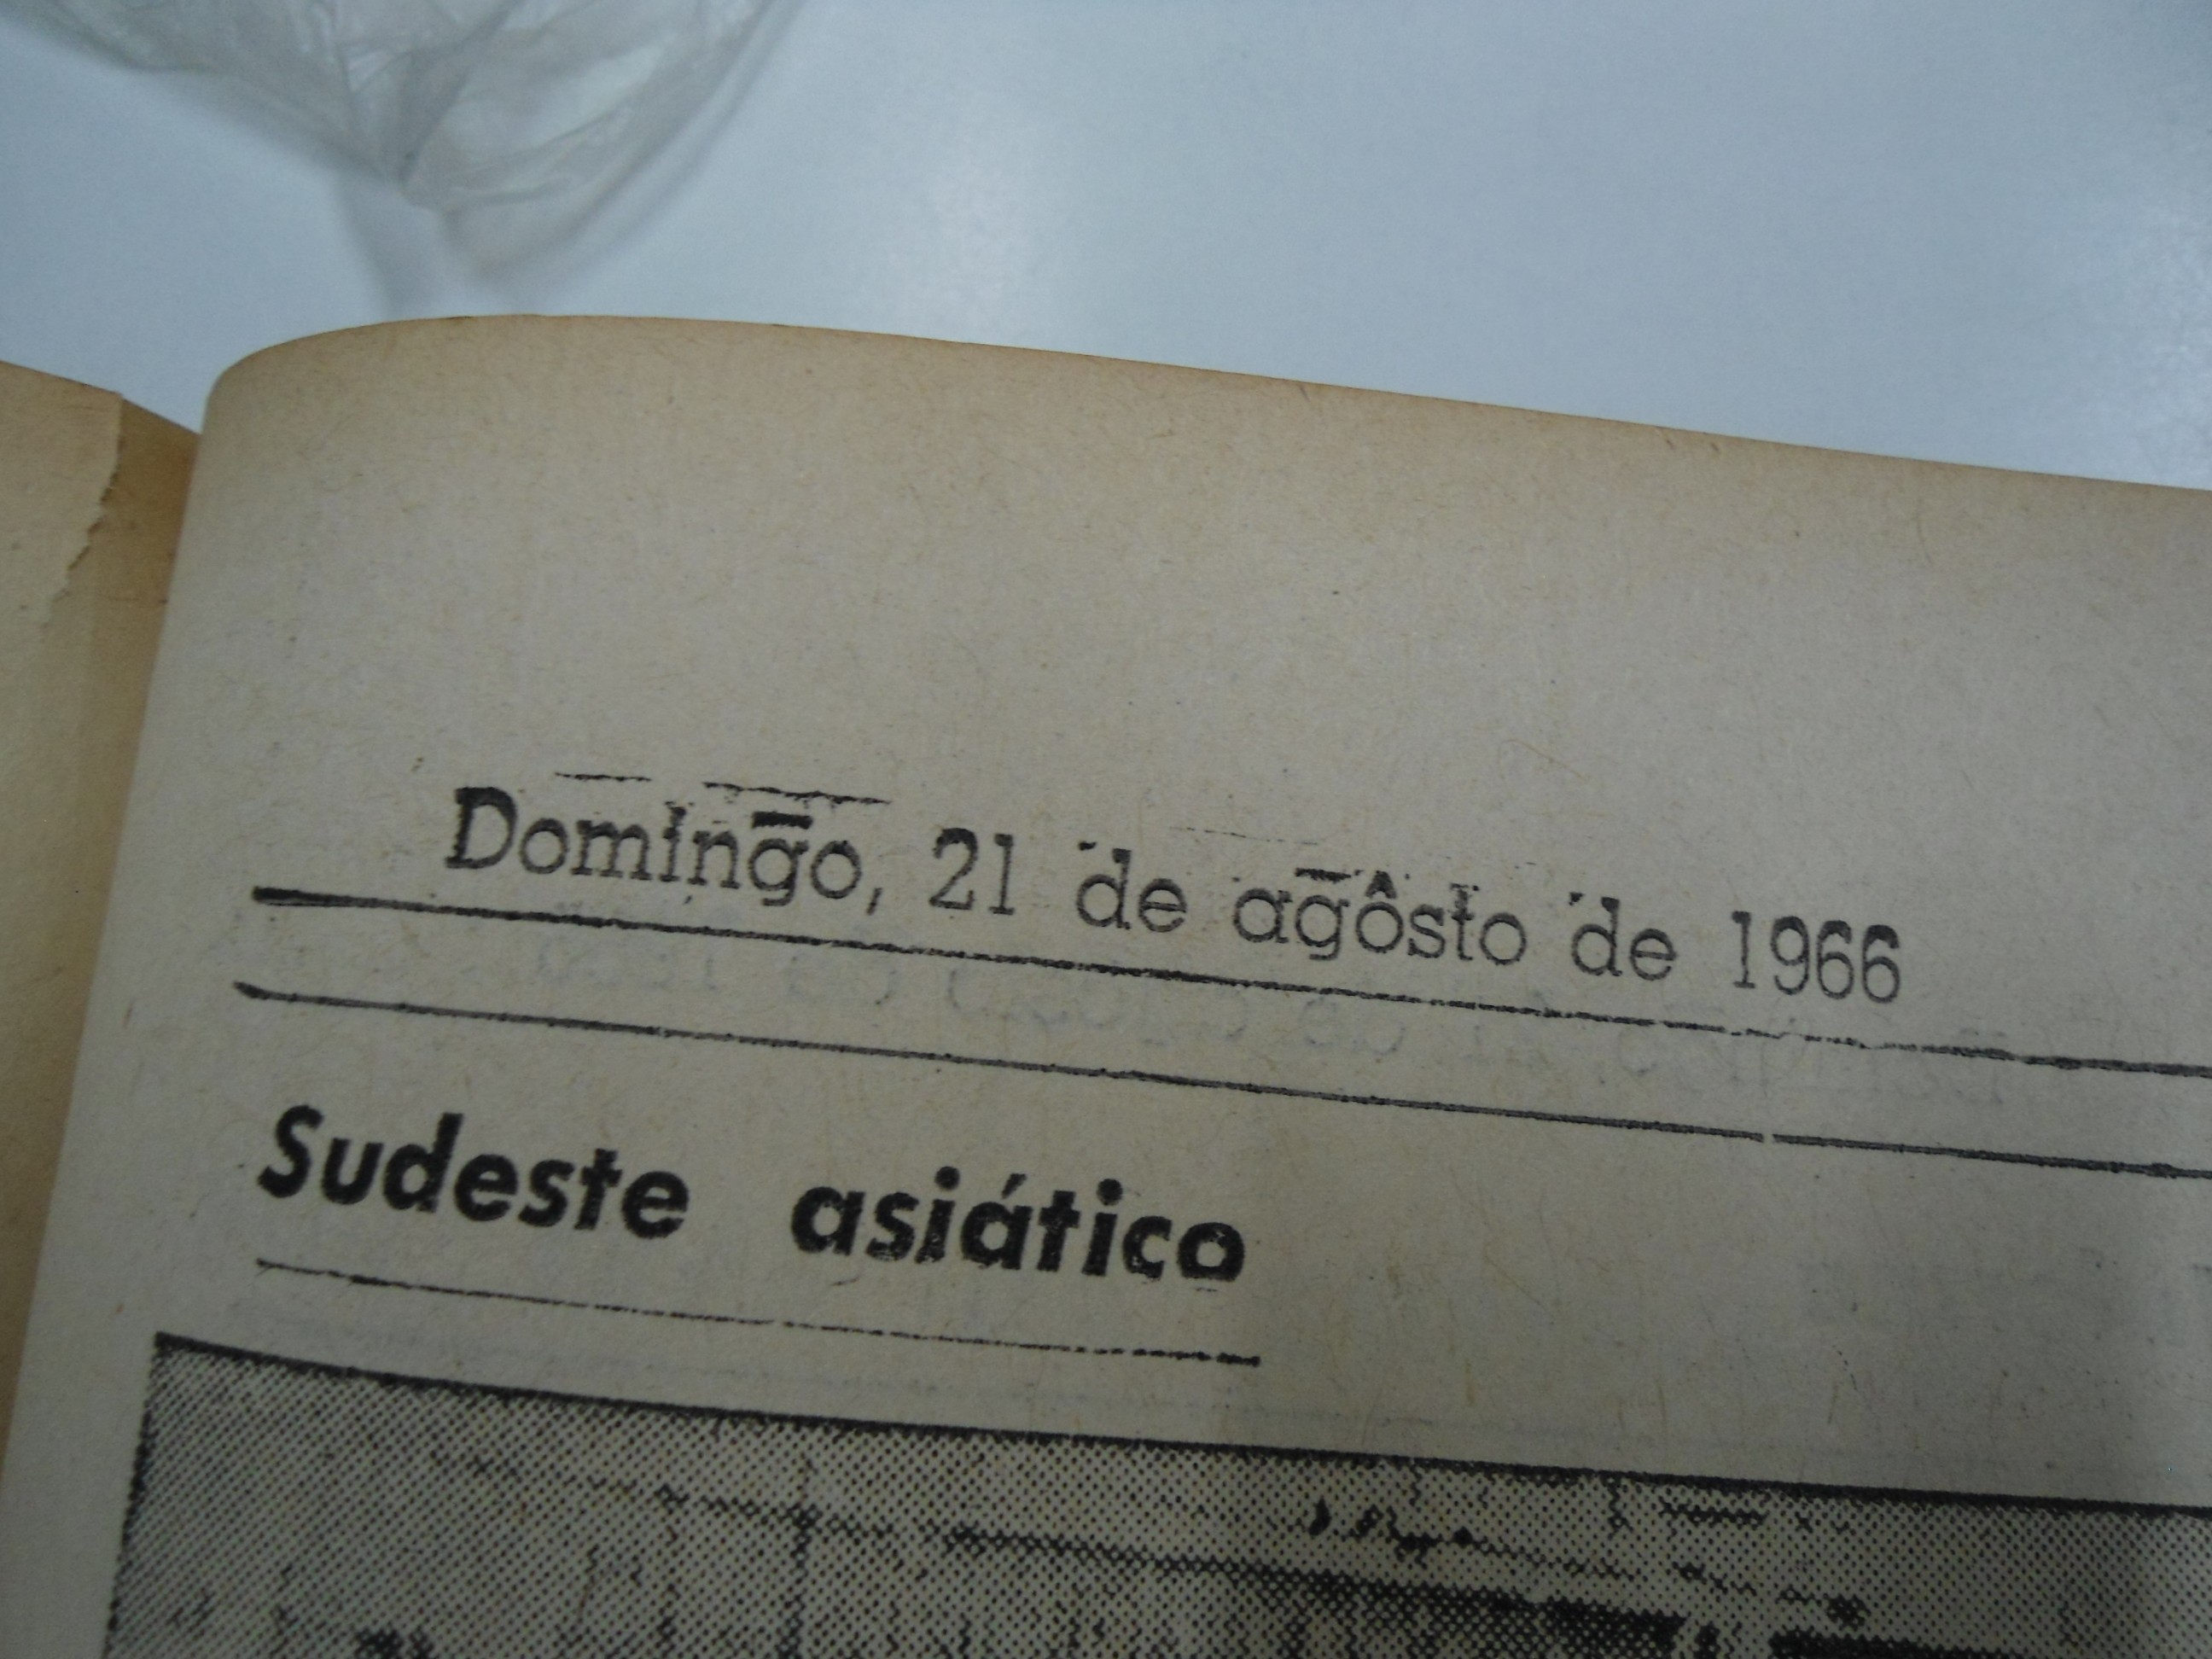 Domingo, 21 de agôsto de 1966
Sudeste asiático